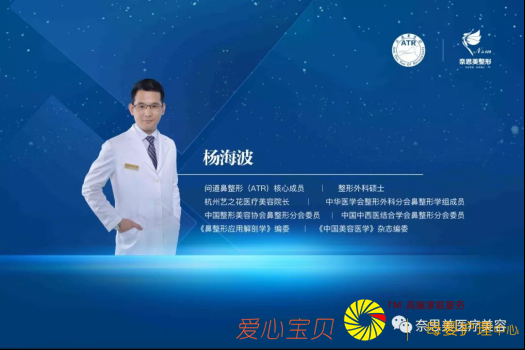 ATR
Nsm
奈思美整形
杨海波
问道鼻整形（ATR）核心成员 | 整形外科硕士
杭州艺之花医疗美容院长 | 中华医学会整形外科分会鼻整形学组成员
中国整形美容协会鼻整形分会委员 | 中国中西医结合学会鼻整形分会委员
《鼻整形应用解剖学》编委 | 《中国美容医学》杂志编委
爱心宝贝
奈思美医疗美容